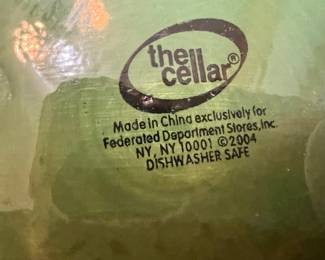 the
cellar®
Made in China exclusively for
Federated Department Stores, Inc.
NY, NY 10001 ©2004
DISHWASHER SAFE